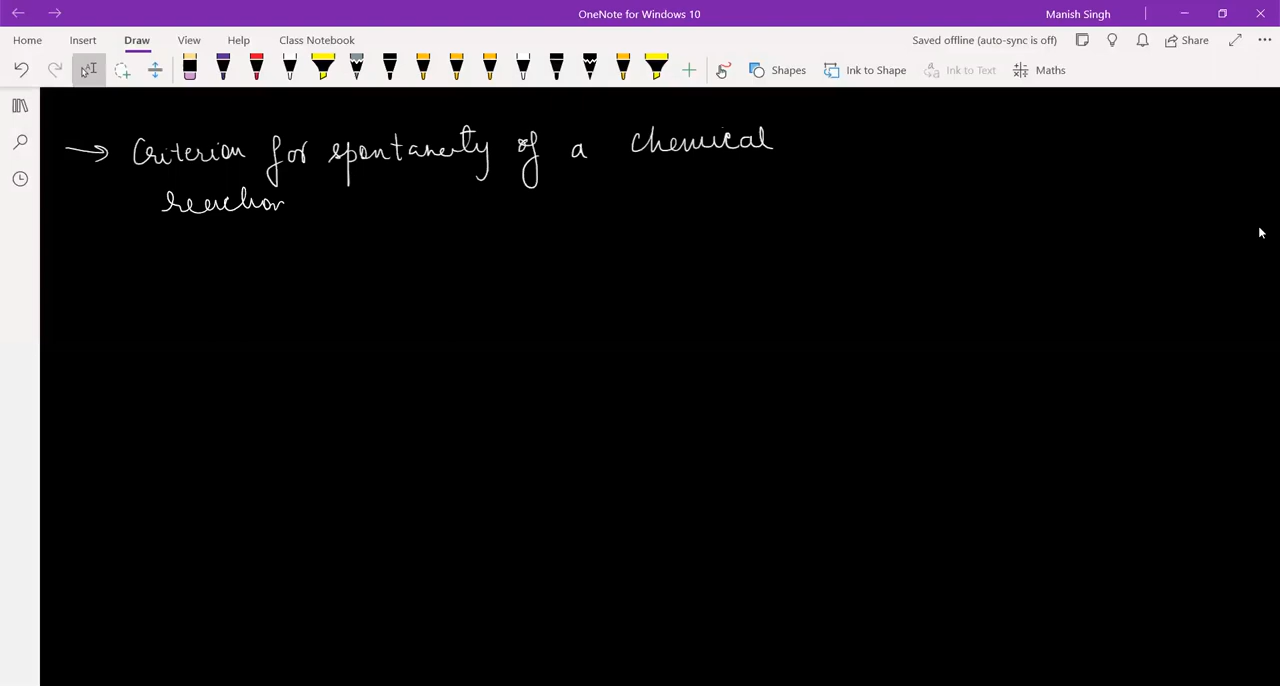 OneNote for Windows 10
Manish Singh
Home Insert Draw View Help Class Notebook
Saved offline (auto-sync is off) Share
Shapes Ink to Shape Ink to Text Maths
→ Criterion for spontaneity of a chemical
reaction